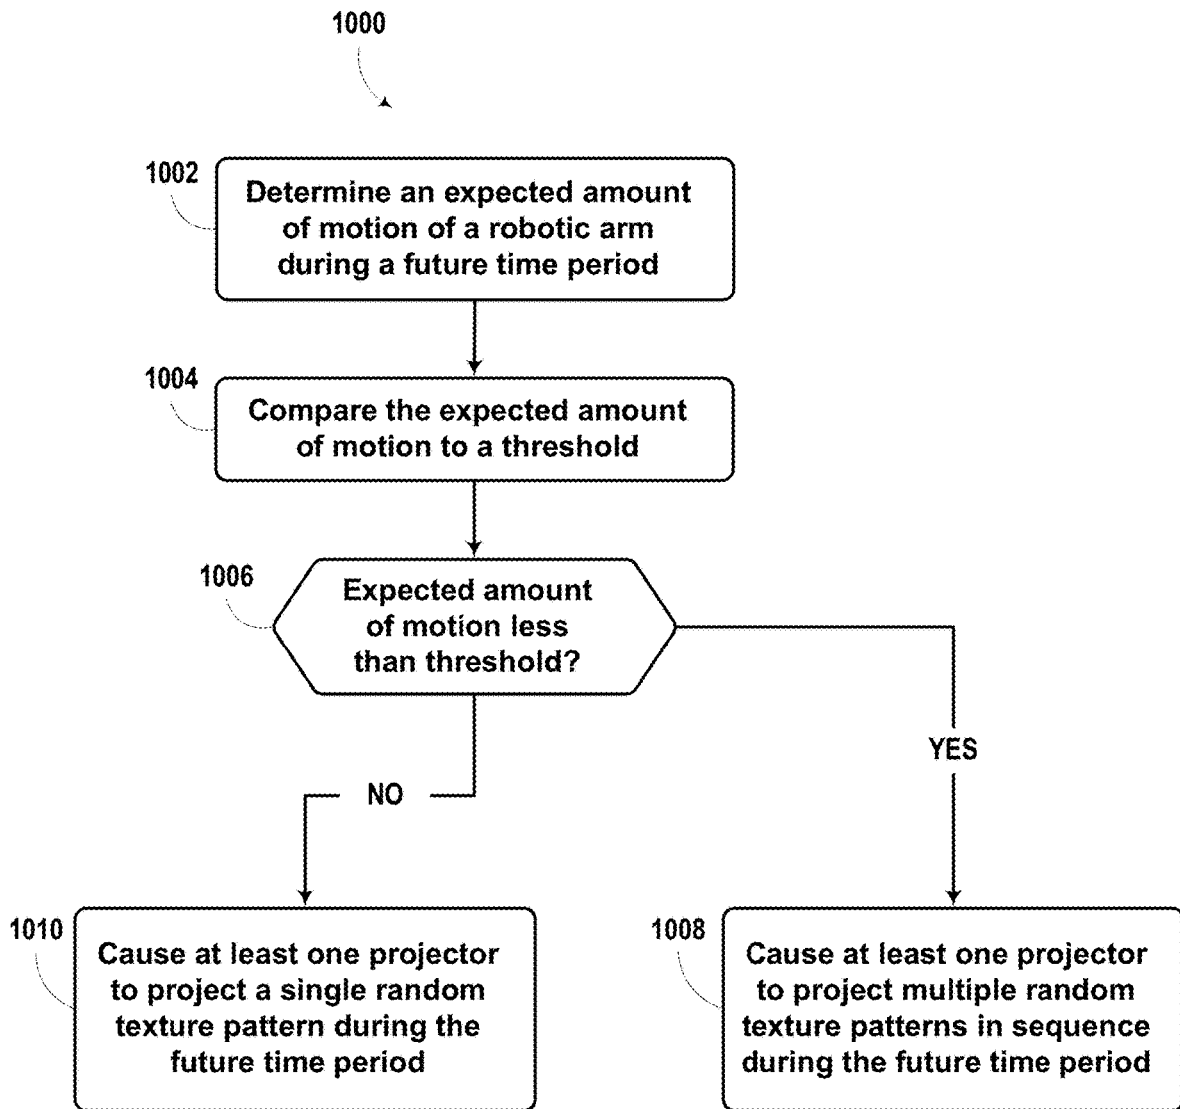 1000
1002
Determine an expected amount
of motion of a robotic arm
during a future time period
1004
Compare the expected amount
of motion to a threshold
1006
Expected amount
of motion less
than threshold?
YES
NO
1010
Cause at least one projector
to project a single random
texture pattern during the
future time period
1008
Cause at least one projector
to project multiple random
texture patterns in sequence
during the future time period